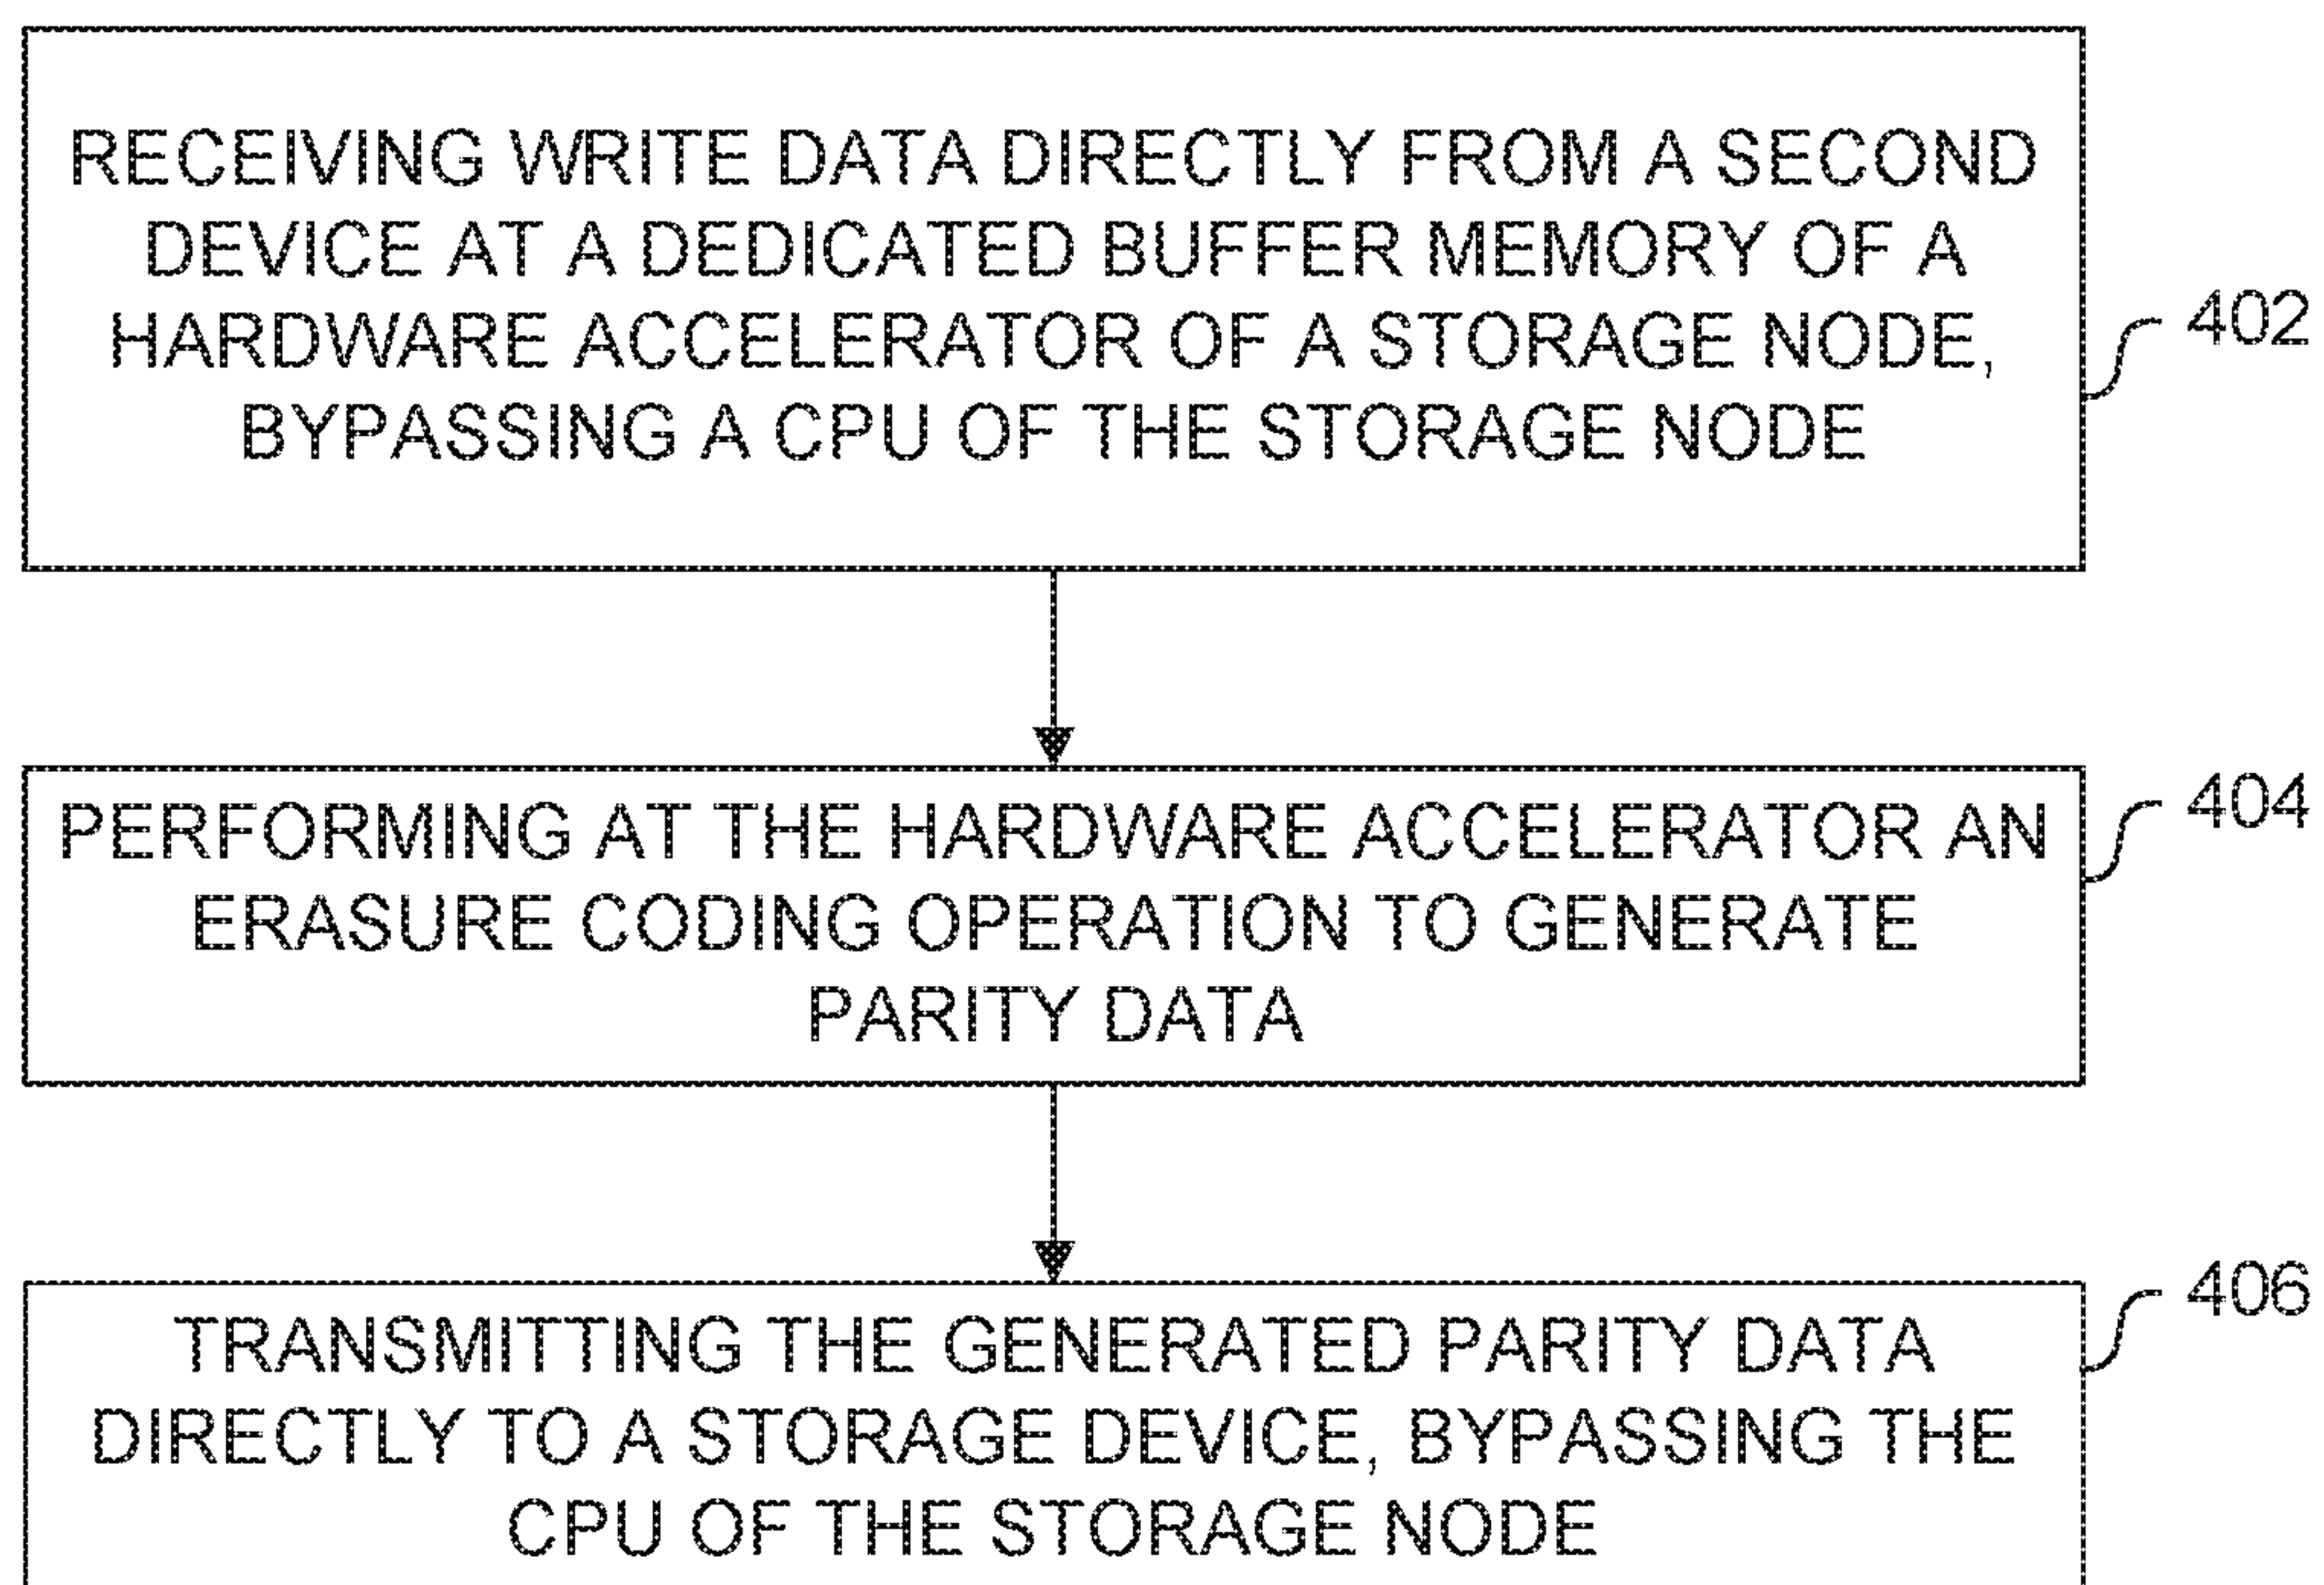 RECEIVING WRITE DATA DIRECTLY FROM A SECOND
DEVICE AT A DEDICATED BUFFER MEMORY OF A
HARDWARE ACCELERATOR OF A STORAGE NODE,
BYPASSING A CPU OF THE STORAGE NODE
402
PERFORMING AT THE HARDWARE ACCELERATOR AN
ERASURE CODING OPERATION TO GENERATE
PARITY DATA
404
TRANSMITTING THE GENERATED PARITY DATA
DIRECTLY TO A STORAGE DEVICE, BYPASSING THE
CPU OF THE STORAGE NODE
406